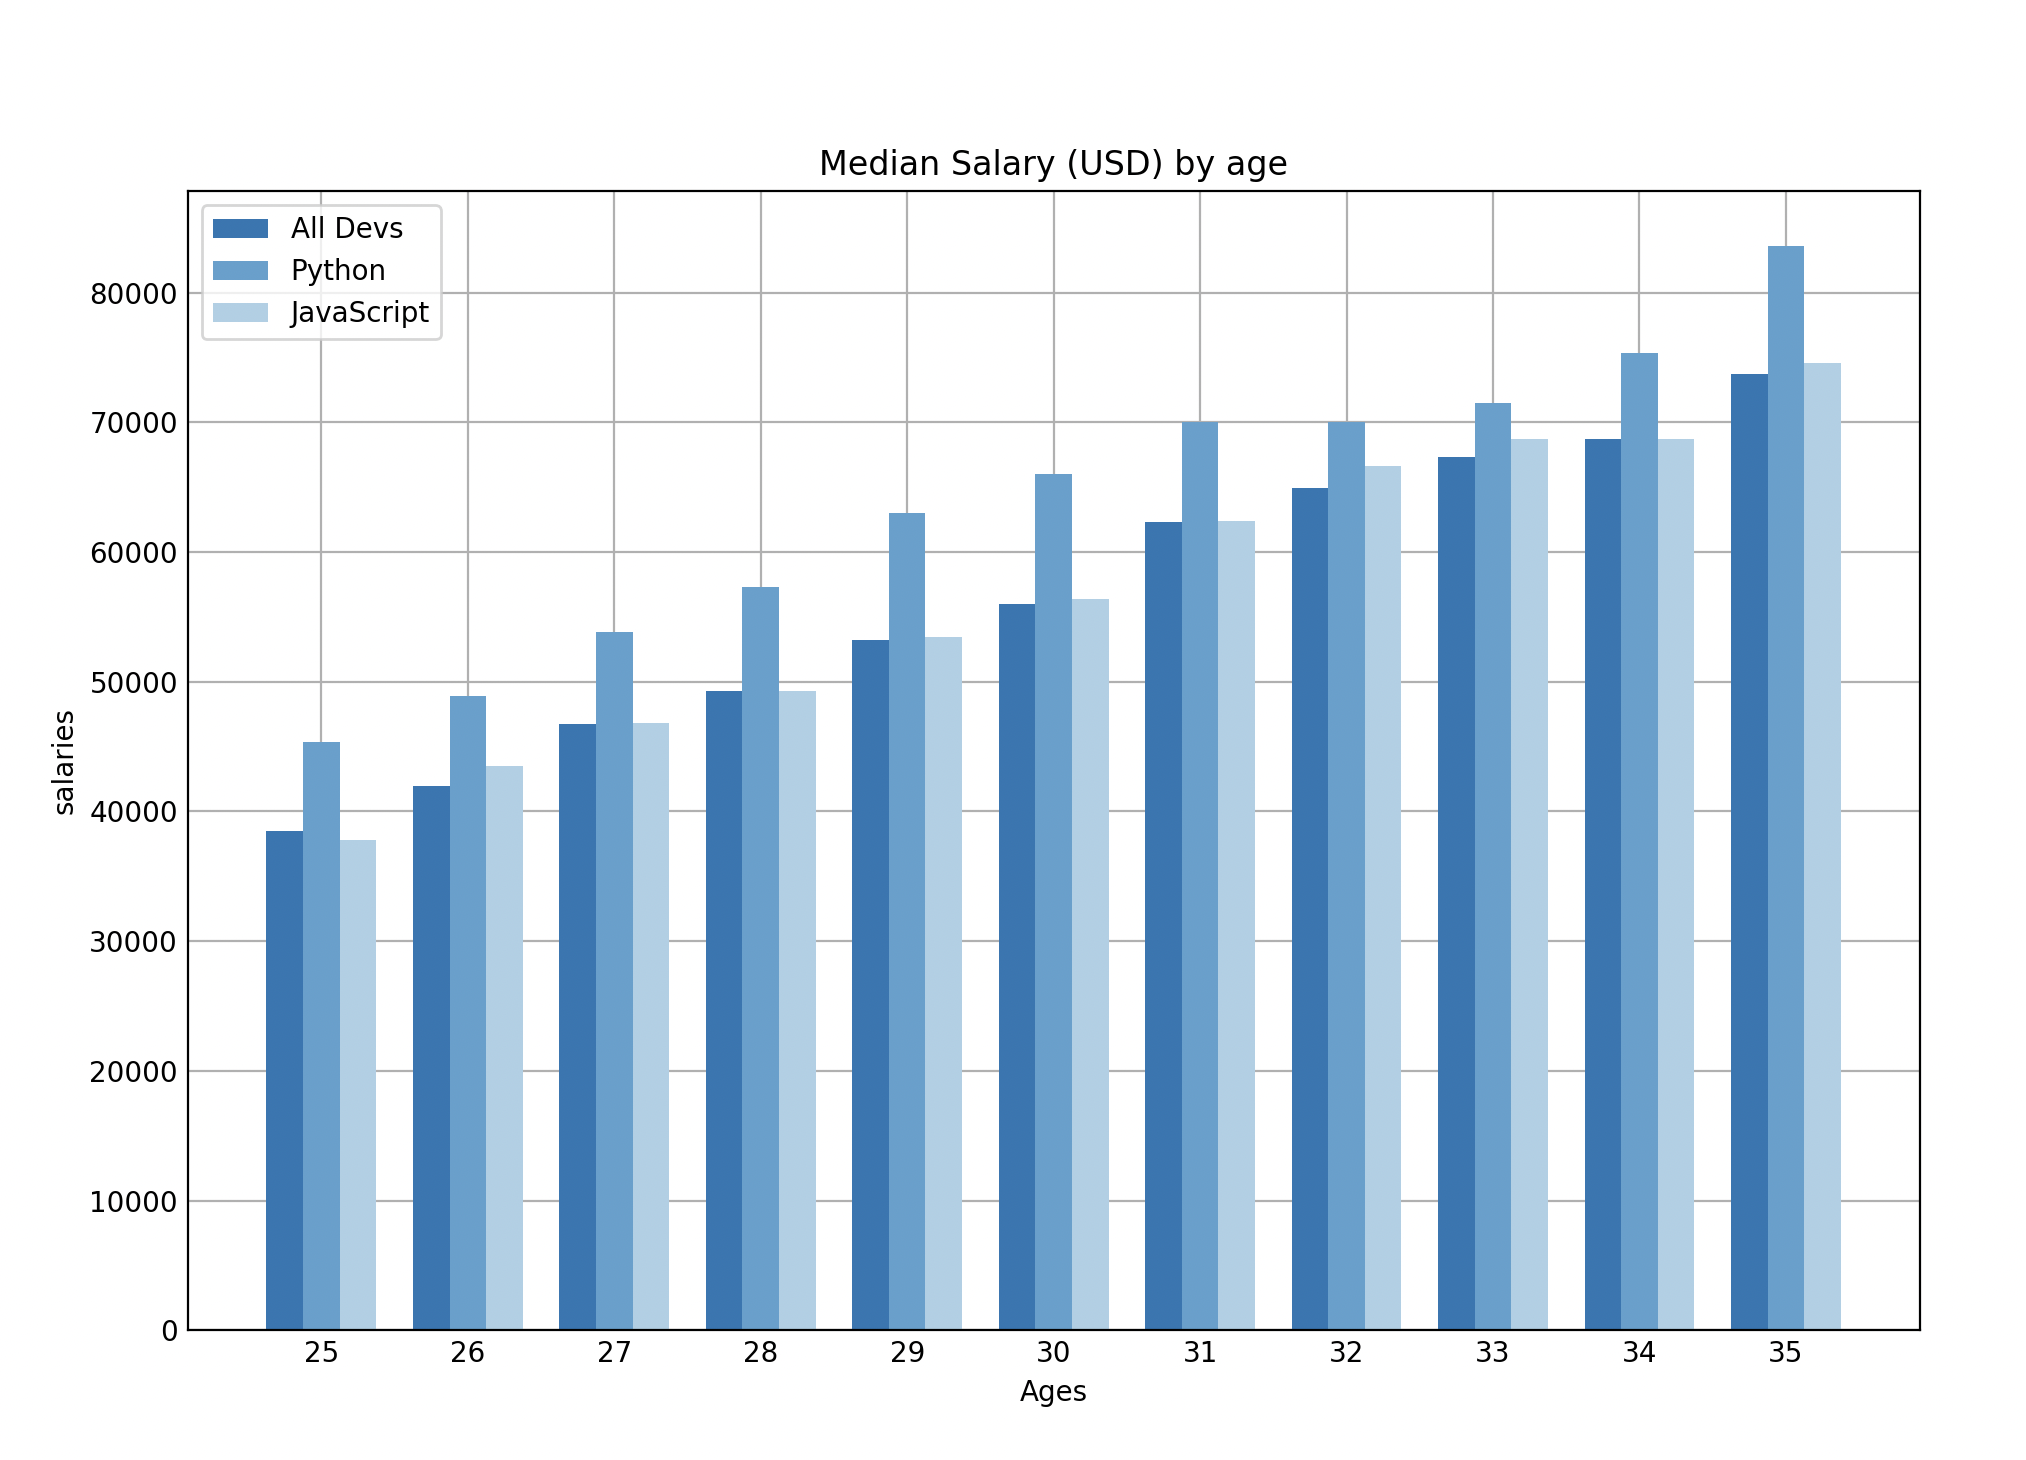 Median Salary (USD) by age
All Devs
Python
JavaScript
80000
70000
60000
50000
40000
30000
20000
10000
0
salaries
25 26 27 28 29 30 31 32 33 34 35
Ages